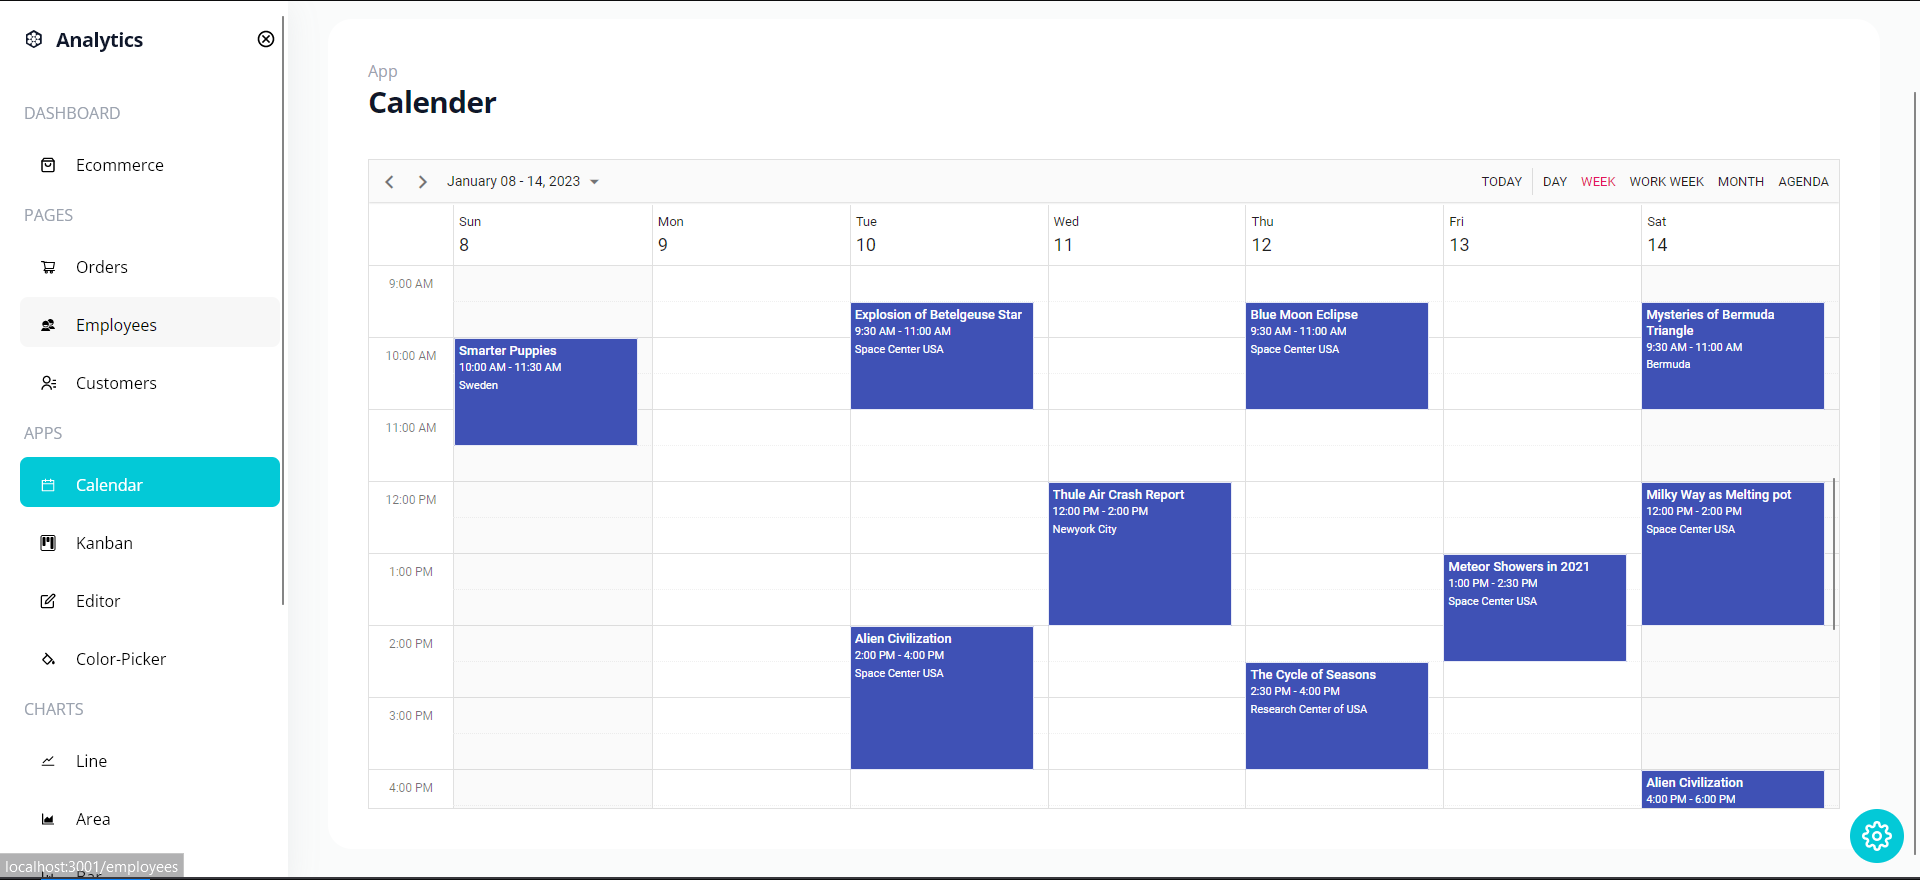 Analytics
DASHBOARD
Ecommerce
PAGES
Orders
Employees
Customers
APPS
Calendar
Kanban
Editor
Color-Picker
CHARTS
Line
Area
Bar
localhost:3001/employees
App
Calender
January 08 - 14, 2023
TODAY DAY WEEK WORK WEEK MONTH AGENDA
Sun Mon Tue Wed Thu Fri Sat
8 9 10 11 12 13 14
9:00 AM
10:00 AM
11:00 AM
12:00 PM
1:00 PM
2:00 PM
3:00 PM
4:00 PM
Smarter Puppies
10:00 AM - 11:30 AM
Sweden
Explosion of Betelgeuse Star
9:30 AM - 11:00 AM
Space Center USA
Alien Civilization
2:00 PM - 4:00 PM
Space Center USA
Thule Air Crash Report
12:00 PM - 2:00 PM
Newyork City
Blue Moon Eclipse
9:30 AM - 11:00 AM
Space Center USA
The Cycle of Seasons
2:30 PM - 4:00 PM
Research Center of USA
Meteor Showers in 2021
1:00 PM - 2:30 PM
Space Center USA
Mysteries of Bermuda
Triangle
9:30 AM - 11:00 AM
Bermuda
Milky Way as Melting pot
12:00 PM - 2:00 PM
Space Center USA
Alien Civilization
4:00 PM - 6:00 PM